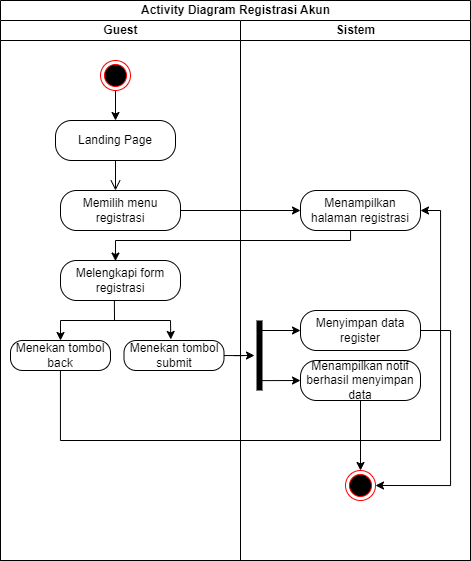 Activity Diagram Registrasi Akun
Guest
Sistem
Landing Page
Memilih menu
registrasi
Menampilkan
halaman registrasi
Melengkapi form
registrasi
Menekan tombol
back
Menekan tombol
submit
Menyimpan data
register
Menampilkan notif
berhasil menyimpan
data